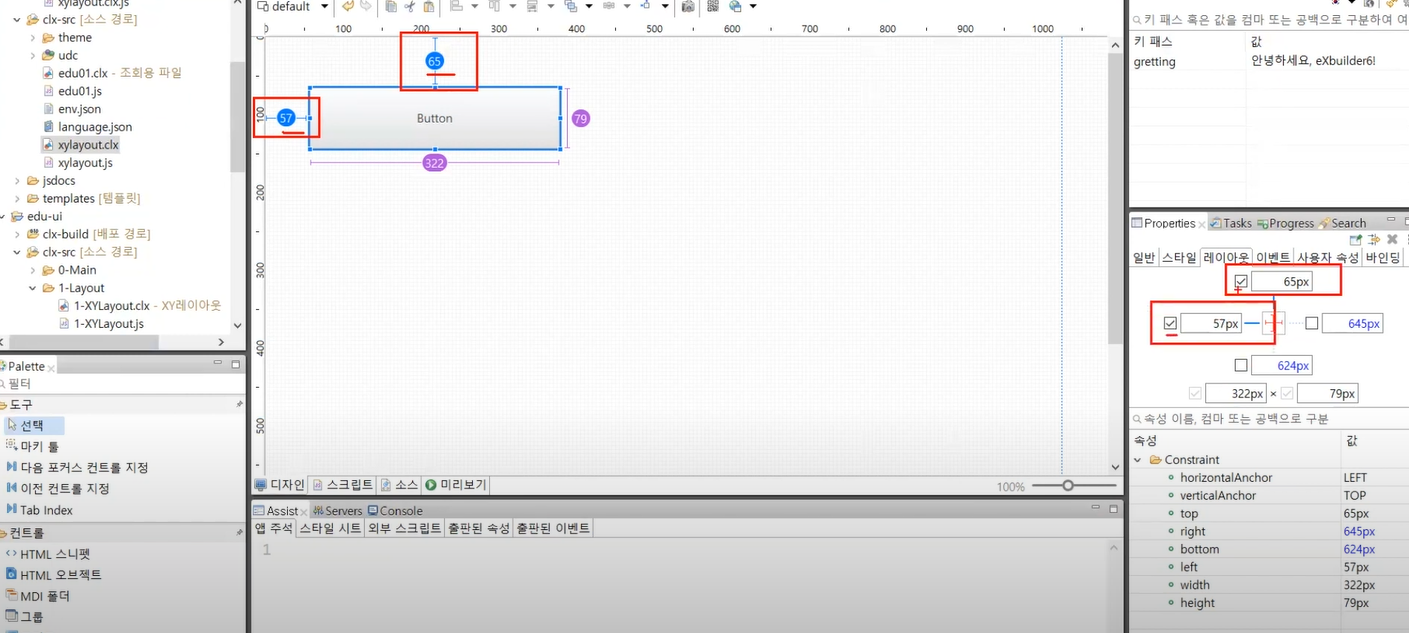 xylayout.clx.js
clx-src [소스 경로]
theme
udc
edu01.clx - 조회용 파일
edu01.js
env.json
language.json
xylayout.clx
xylayout.js
jsdocs
templates [템플릿]
edu-ui
clx-build [배포 경로]
clx-src [소스 경로]
0-Main
1-Layout
1-XYLayout.clx - XY레이아웃
1-XYLayout.js
Palette
필터
도구
선택
마키 툴
다음 포커스 컨트롤 지정
이전 컨트롤 지정
Tab Index
컨트롤
HTML 스니펫
HTML 오브젝트
MDI 폴더
그룹
default
0 100 200 300 400 500 600 700 800 900 1000
100
200
300
400
500
65
57
Button
79
322
디자인 스크립트 소스 미리보기
100%
Assist Servers Console
앱 주석 스타일 시트 외부 스크립트 출판된 속성 출판된 이벤트
1
키 패스 혹은 값을 컴마 또는 공백으로 구분하여 여
키 패스 값
gretting 안녕하세요, eXbuilder6!
Properties Tasks Progress Search
일반 스타일 레이아웃 이벤트 사용자 속성 바인딩
65px
57px 645px
624px
322px × 79px
속성 이름, 컴마 또는 공백으로 구분
속성 값
Constraint
horizontalAnchor LEFT
verticalAnchor TOP
top 65px
right 645px
bottom 624px
left 57px
width 322px
height 79px